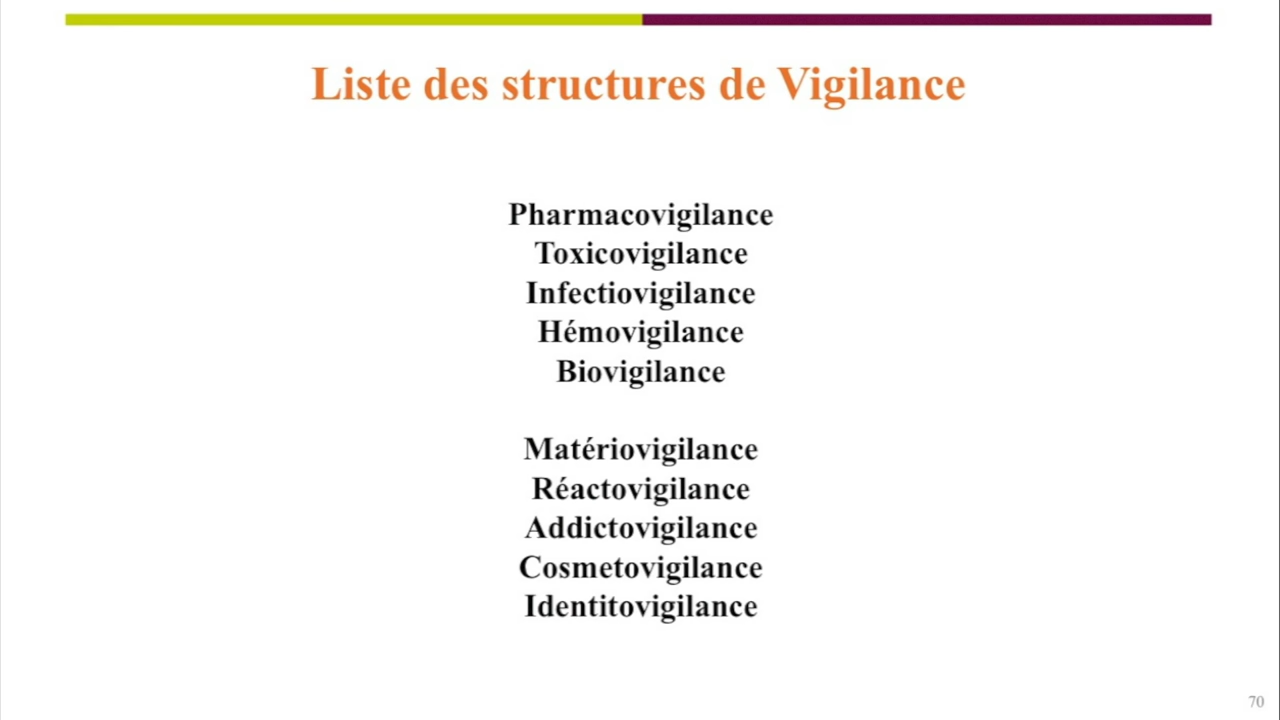 Liste des structures de Vigilance
Pharmacovigilance
Toxicovigilance
Infectiovigilance
Hémovigilance
Biovigilance
Matériovigilance
Réactovigilance
Addictovigilance
Cosmetovigilance
Identitovigilance
70